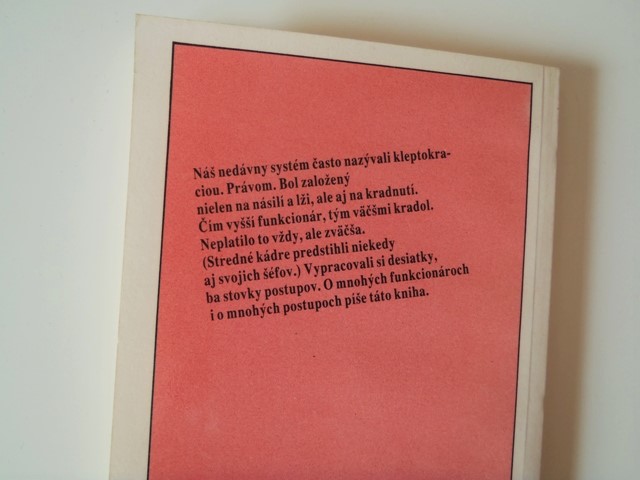 Náš nedávny systém často nazývali kleptokra-
ciou. Právom. Bol založený
nielen na násilí a lži, ale aj na kradnutí.
Čím vyšší funkcionár, tým väčšmi kradol.
Neplatilo to vždy, ale zväčša.
(Stredné kádre predstihli niekedy
aj svojich šéfov.) Vypracovali si desiatky,
ba stovky postupov. O mnohých funkcionároch
i o mnohých postupoch píše táto kniha.